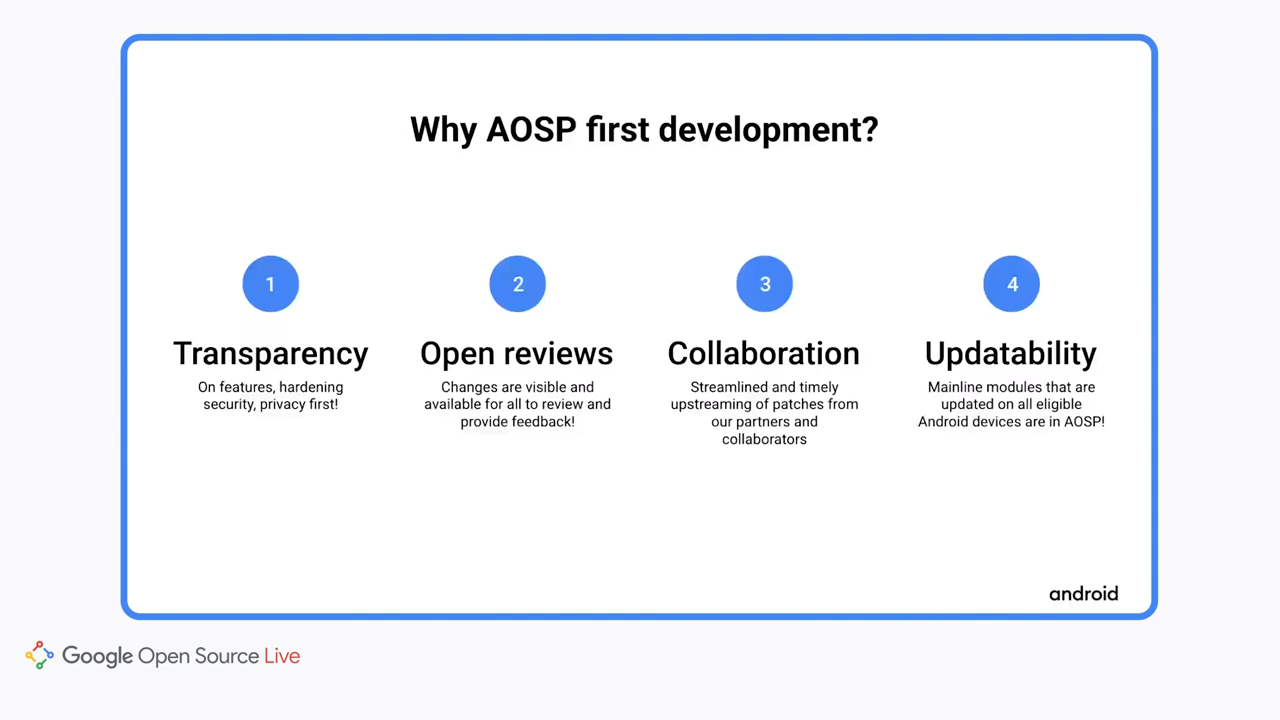 Why AOSP first development?
1
Transparency
On features, hardening
security, privacy first!
2
Open reviews
Changes are visible and
available for all to review and
provide feedback!
3
Collaboration
Streamlined and timely
upstreaming of patches from
our partners and
collaborators
4
Updatability
Mainline modules that are
updated on all eligible
Android devices are in AOSP!
android
Google Open Source Live